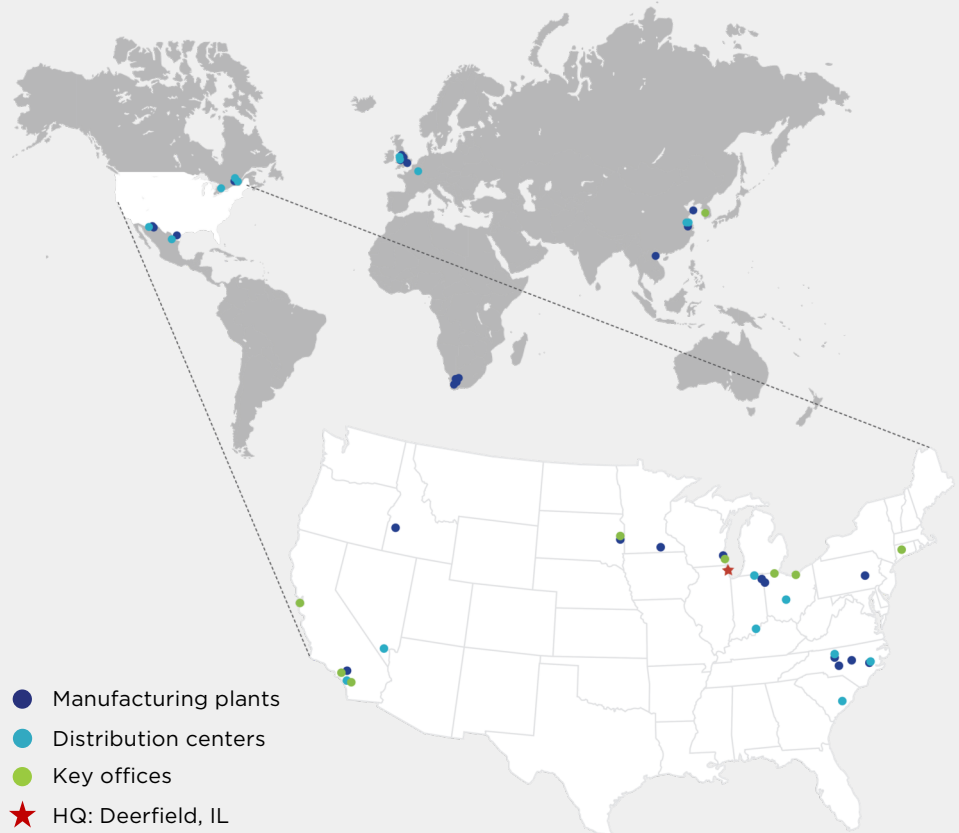 Manufacturing plants
Distribution centers
Key offices
HQ: Deerfield, IL